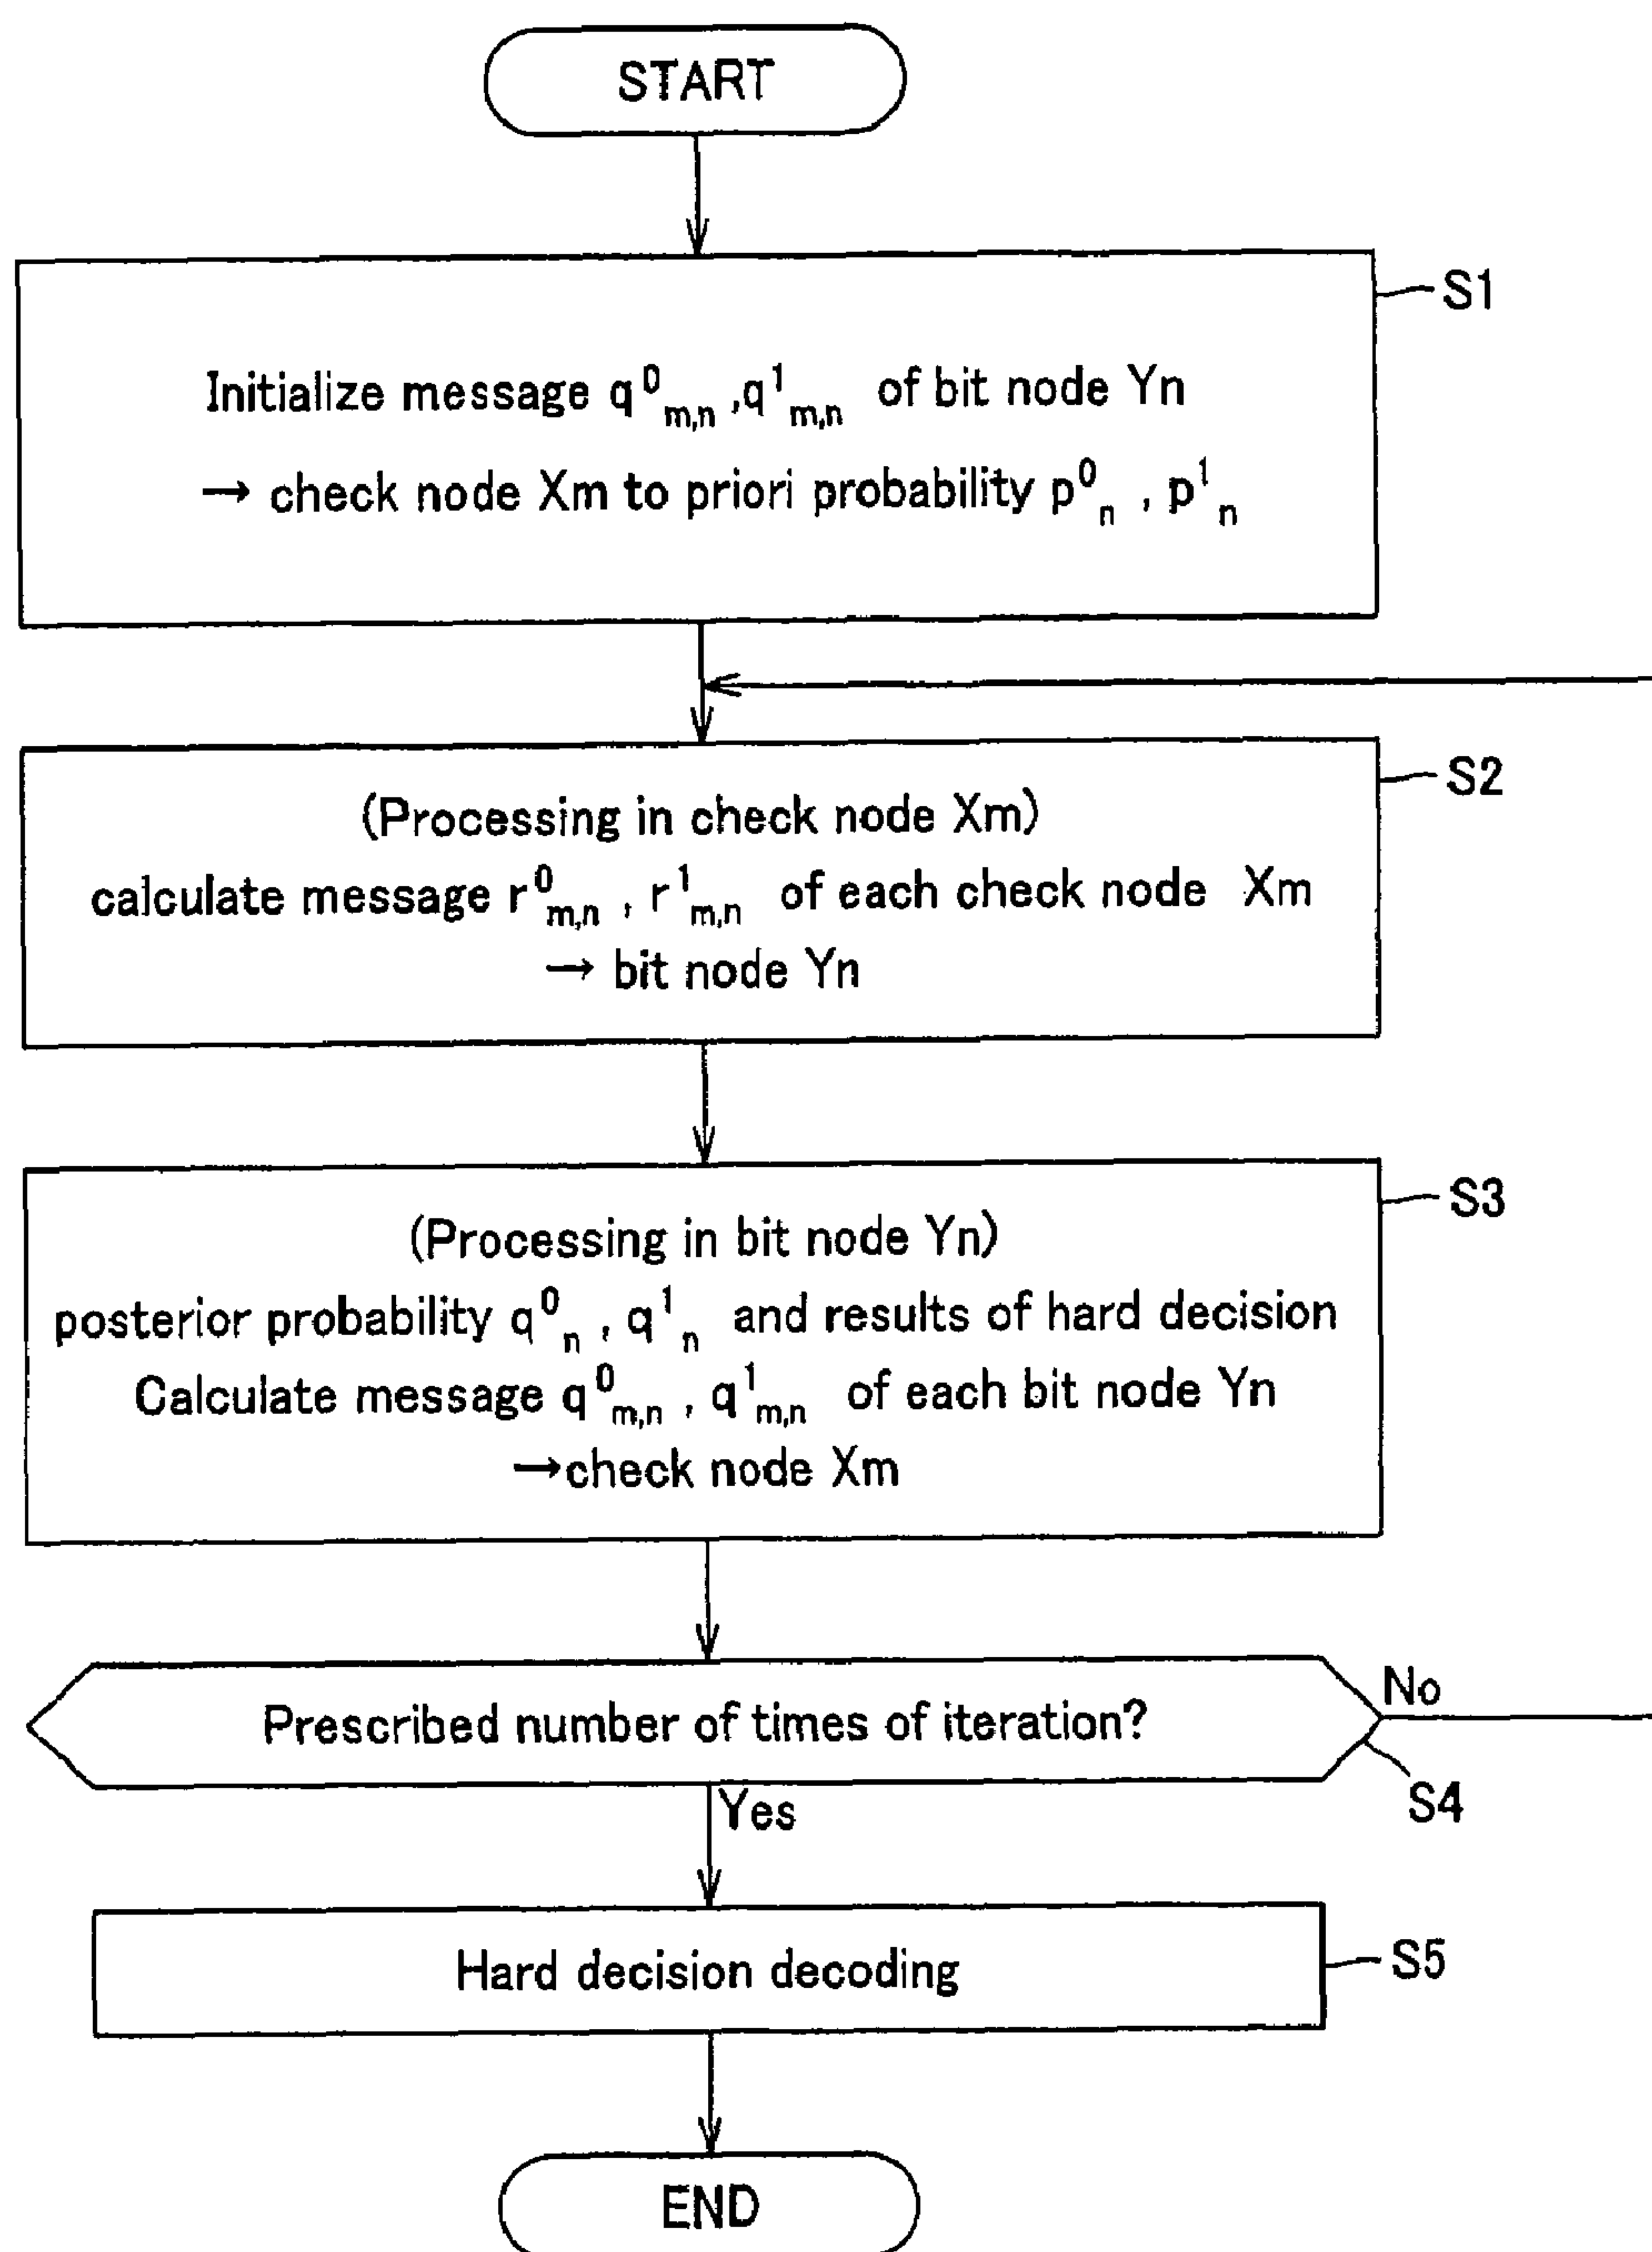 START
S1
Initialize message q⁰m,n ,q¹m,n of bit node Yn
→ check node Xm to priori probability p⁰n , p¹n
S2
(Processing in check node Xm)
calculate message r⁰m,n , r¹m,n of each check node Xm
→ bit node Yn
S3
(Processing in bit node Yn)
posterior probability q⁰n , q¹n and results of hard decision
Calculate message q⁰m,n , q¹m,n of each bit node Yn
→check node Xm
No
Prescribed number of times of iteration?
S4
Yes
Hard decision decoding
S5
END